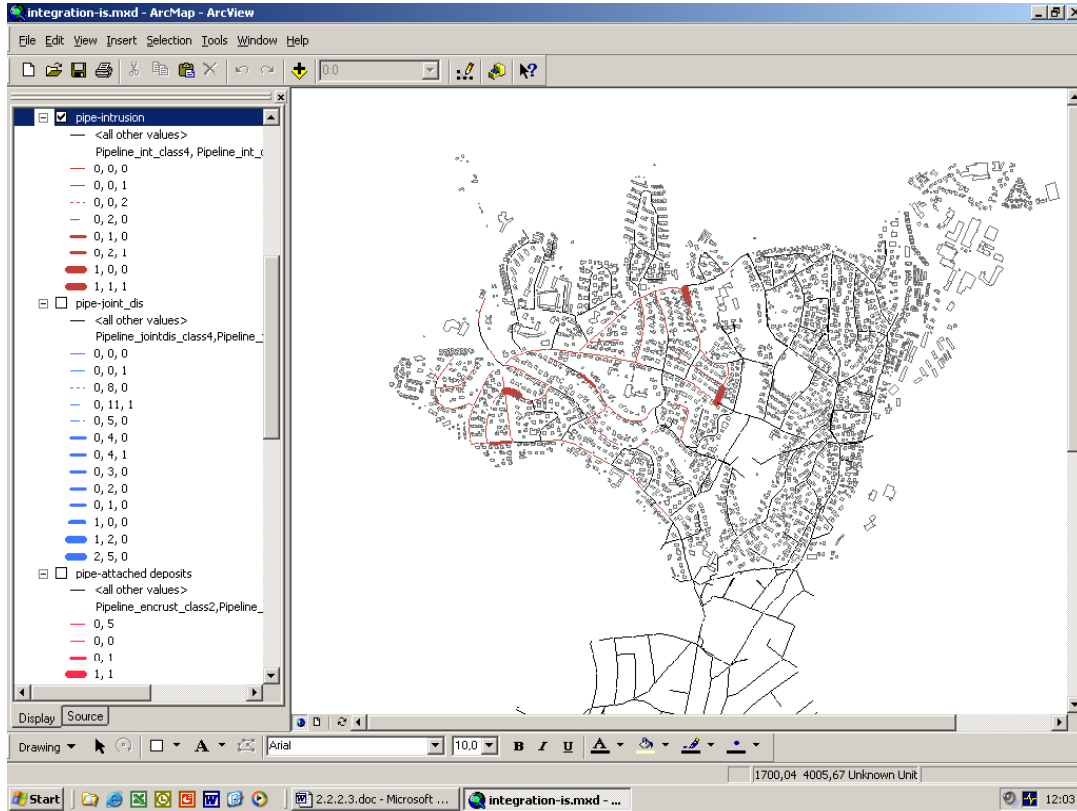 integration-is.mxd - ArcMap - ArcView
File Edit View Insert Selection Tools Window Help
0:0
pipe-intrusion
<all other values>
Pipeline_int_class4, Pipeline_int_c
0, 0, 0
0, 0, 1
0, 0, 2
0, 2, 0
0, 1, 0
0, 2, 1
1, 0, 0
1, 1, 1
pipe-joint_dis
<all other values>
Pipeline_jointdis_class4,Pipeline_
0, 0, 0
0, 0, 1
0, 8, 0
0, 11, 1
0, 5, 0
0, 4, 0
0, 4, 1
0, 3, 0
0, 2, 0
0, 1, 0
1, 0, 0
1, 2, 0
2, 5, 0
pipe-attached deposits
<all other values>
Pipeline_encrust_class2,Pipeline_
0, 5
0, 0
0, 1
1, 1
Display Source
Drawing A Arial 10,0 B I U A
1700,04 4005,67 Unknown Unit
Start 2.2.2.3.doc - Microsoft ... integration-is.mxd - ... 12:03